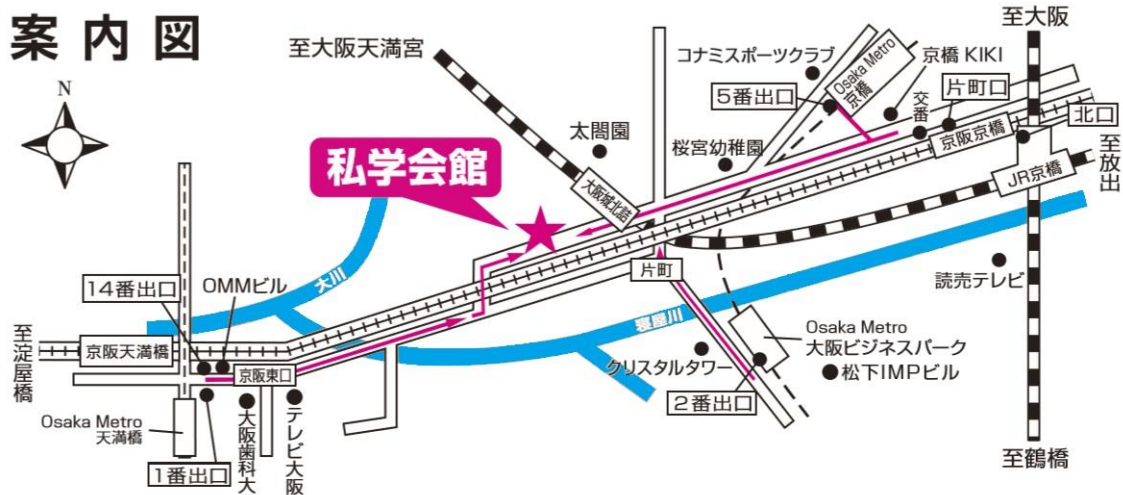 案内図
N
至大阪天満宮
コナミスポーツクラブ
Osaka Metro
京橋
京橋 KIKI
至大阪
5番出口
交番
片町口
太閤園
桜宮幼稚園
京阪京橋
北口
至放出
私学会館
大阪城北詰
JR京橋
大川
片町
読売テレビ
14番出口
OMMビル
寝屋川
至淀屋橋
京阪天満橋
京阪東口
Osaka Metro
大阪ビジネスパーク
クリスタルタワー
松下IMPビル
2番出口
Osaka Metro
天満橋
1番出口
大阪歯科大
テレビ大阪
至鶴橋